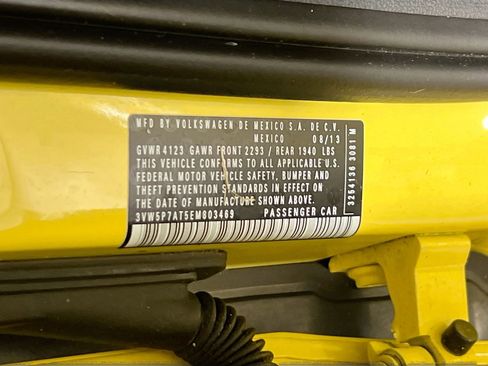 MFD BY VOLKSWAGEN DE MEXICO S.A. DE C.V.
MEXICO 08/13
GVWR 4123 GAWR FRONT 2293 / REAR 1940 LBS
THIS VEHICLE CONFORMS TO ALL APPLICABLE U.S.
FEDERAL MOTOR VEHICLE SAFETY, BUMPER AND
THEFT PREVENTION STANDARDS IN EFFECT ON
THE DATE OF MANUFACTURE SHOWN ABOVE.
3VW5P7AT5EM803469 PASSENGER CAR
3254136 3081 M